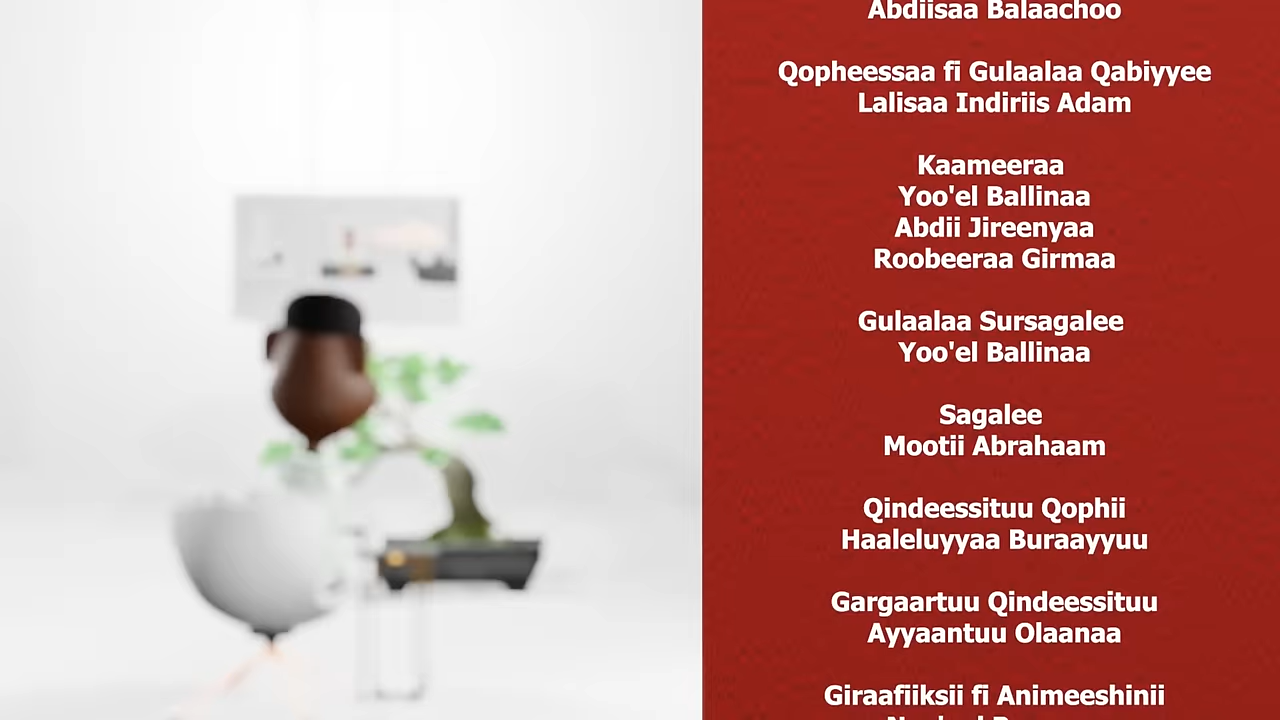 Abdiisaa Balaachoo
Qopheessaa fi Gulaalaa Qabiyyee
Lalisaa Indiriis Adam
Kaameeraa
Yoo'el Ballinaa
Abdii Jireenyaa
Roobeeraa Girmaa
Gulaalaa Sursagalee
Yoo'el Ballinaa
Sagalee
Mootii Abrahaam
Qindeessituu Qophii
Haaleluyyaa Buraayyuu
Gargaartuu Qindeessituu
Ayyaantuu Olaanaa
Giraafiiksii fi Animeeshinii